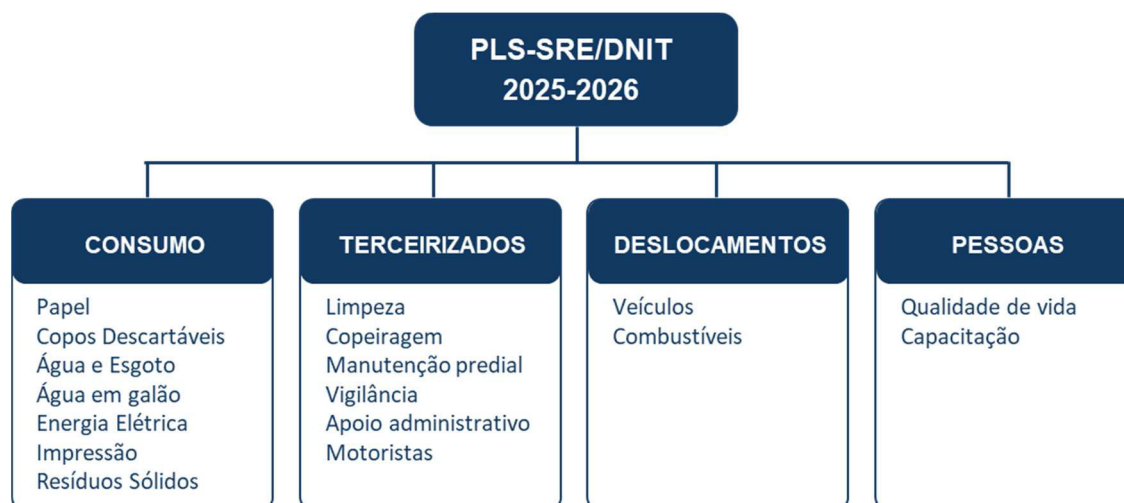 PLS-SRE/DNIT
2025-2026
CONSUMO
Papel
Copos Descartáveis
Água e Esgoto
Água em galão
Energia Elétrica
Impressão
Resíduos Sólidos
TERCEIRIZADOS
Limpeza
Copeiragem
Manutenção predial
Vigilância
Apoio administrativo
Motoristas
DESLOCAMENTOS
Veículos
Combustíveis
PESSOAS
Qualidade de vida
Capacitação